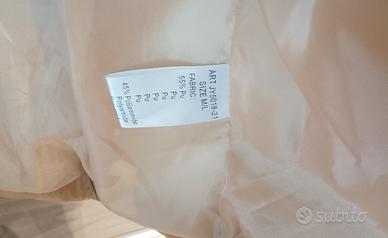 ART JY5018-21
SIZE M/L
FABRIC
55% Pu
Pu
Pu
Pu
Pu
45% Poliammide
Polyamide
subito